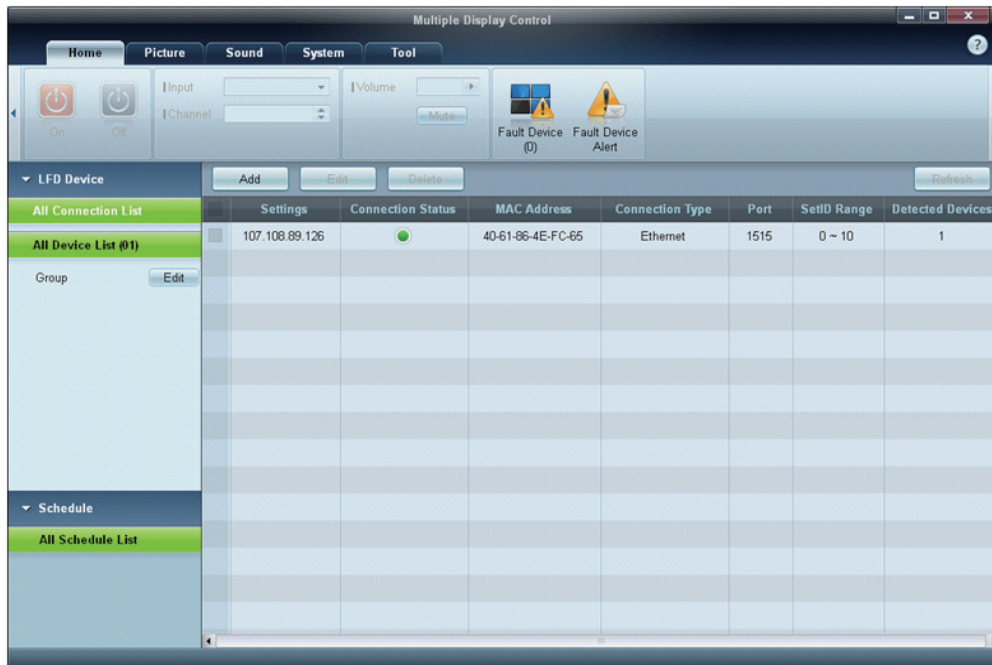 Multiple Display Control
Home Picture Sound System Tool
On Off
Input
Channel
Volume
Mute
Fault Device (0)
Fault Device Alert
LFD Device
Add Edit Delete Refresh
All Connection List
Settings Connection Status MAC Address Connection Type Port SetID Range Detected Devices
107.108.89.126 40-61-86-4E-FC-65 Ethernet 1515 0 ~ 10 1
All Device List (01)
Group Edit
Schedule
All Schedule List